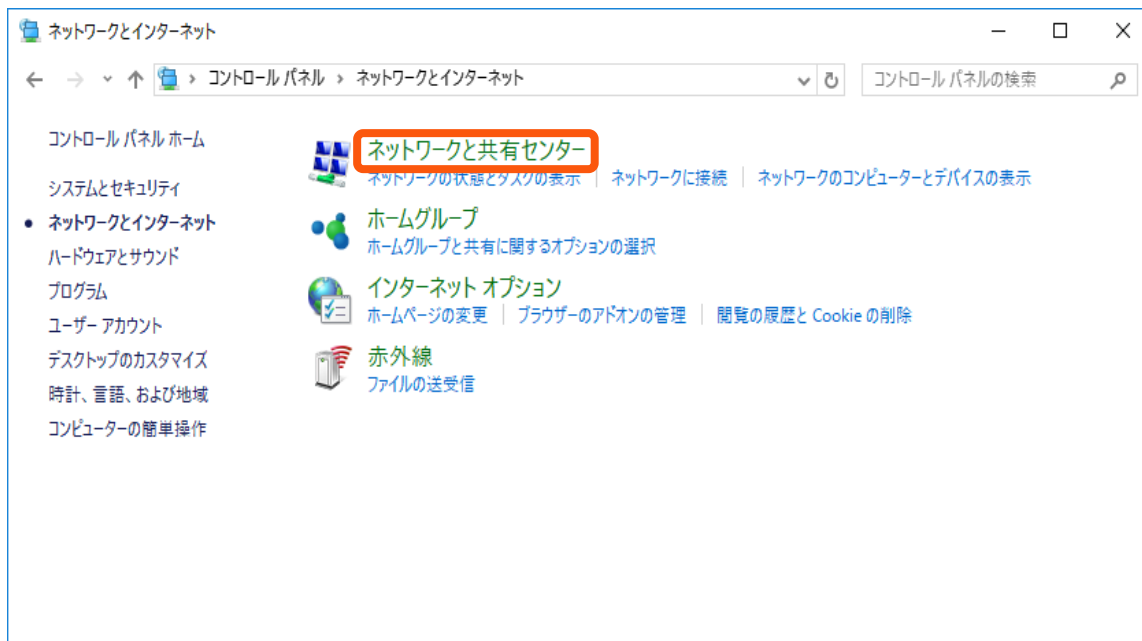 ネットワークとインターネット
コントロール パネル › ネットワークとインターネット
コントロール パネルの検索
コントロール パネル ホーム
システムとセキュリティ
ネットワークとインターネット
ハードウェアとサウンド
プログラム
ユーザー アカウント
デスクトップのカスタマイズ
時計、言語、および地域
コンピューターの簡単操作
ネットワークと共有センター
ネットワークの状態とタスクの表示 | ネットワークに接続 | ネットワークのコンピューターとデバイスの表示
ホームグループ
ホームグループと共有に関するオプションの選択
インターネット オプション
ホームページの変更 | ブラウザーのアドオンの管理 | 閲覧の履歴と Cookie の削除
赤外線
ファイルの送受信